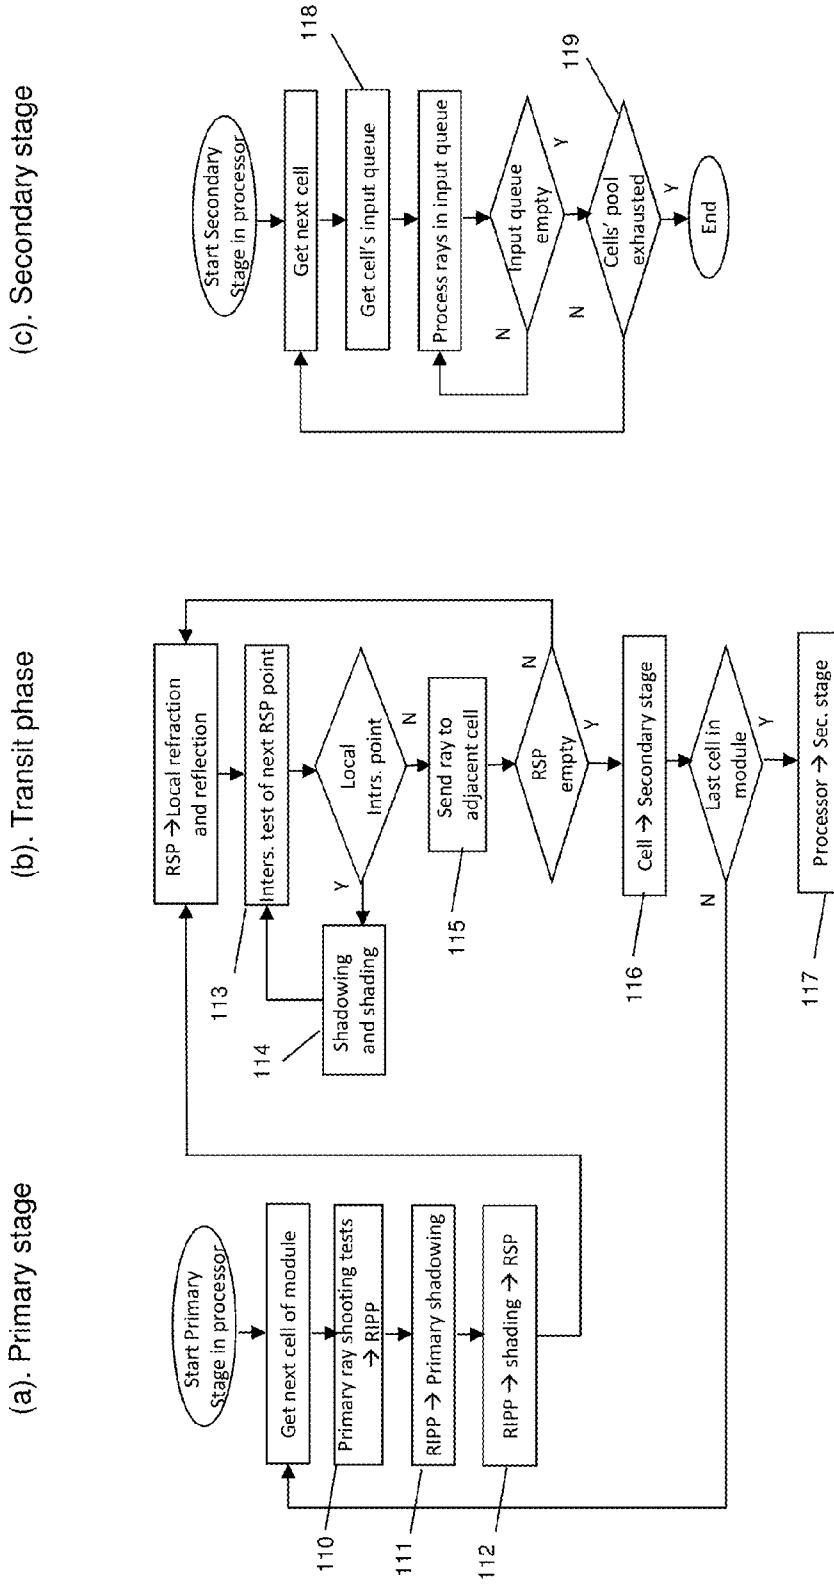 (a). Primary stage
Start Primary
Stage in processor
Get next cell of module
Primary ray shooting tests
→ RIPP
110
RIPP → Primary shadowing
111
RIPP → shading → RSP
112
(b). Transit phase
RSP →Local refraction
and reflection
Inters. test of next RSP point
113
Local
Intrs. point
Y
N
Shadowing
and shading
114
Send ray to
adjacent cell
115
RSP
empty
N
Y
Cell → Secondary stage
116
Last cell in
module
N
Y
Processor → Sec. stage
117
(c). Secondary stage
Start Secondary
Stage in processor
Get next cell
Get cell's input queue
118
Process rays in input queue
Input queue
empty
N
Y
Cells' pool
exhausted
119
N
Y
End